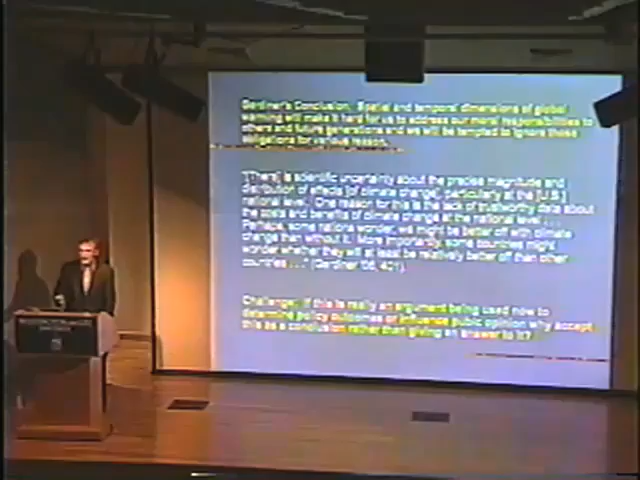 Gardiner's Conclusion: Spatial and temporal dimensions of global
warming will make it hard for us to address our moral responsibilities to
others and future generations and we will be tempted to ignore those
obligations for various reason.
"[There] is scientific uncertainty about the precise magnitude and
distribution of effects [of climate change], particularly at the [U.S.]
national level. One reason for this is the lack of trustworthy data about
the costs and benefits of climate change at the national level ...
Perhaps, some nations wonder, we might be better off with climate
change than without it. More importantly, some countries might
wonder whether they will at least be relatively better off than other
countries ... (Gardiner '06, 401).
Challenge: If this is really an argument being used now to
determine policy outcomes or influence public opinion why accept
this as a conclusion rather than giving an answer to it?